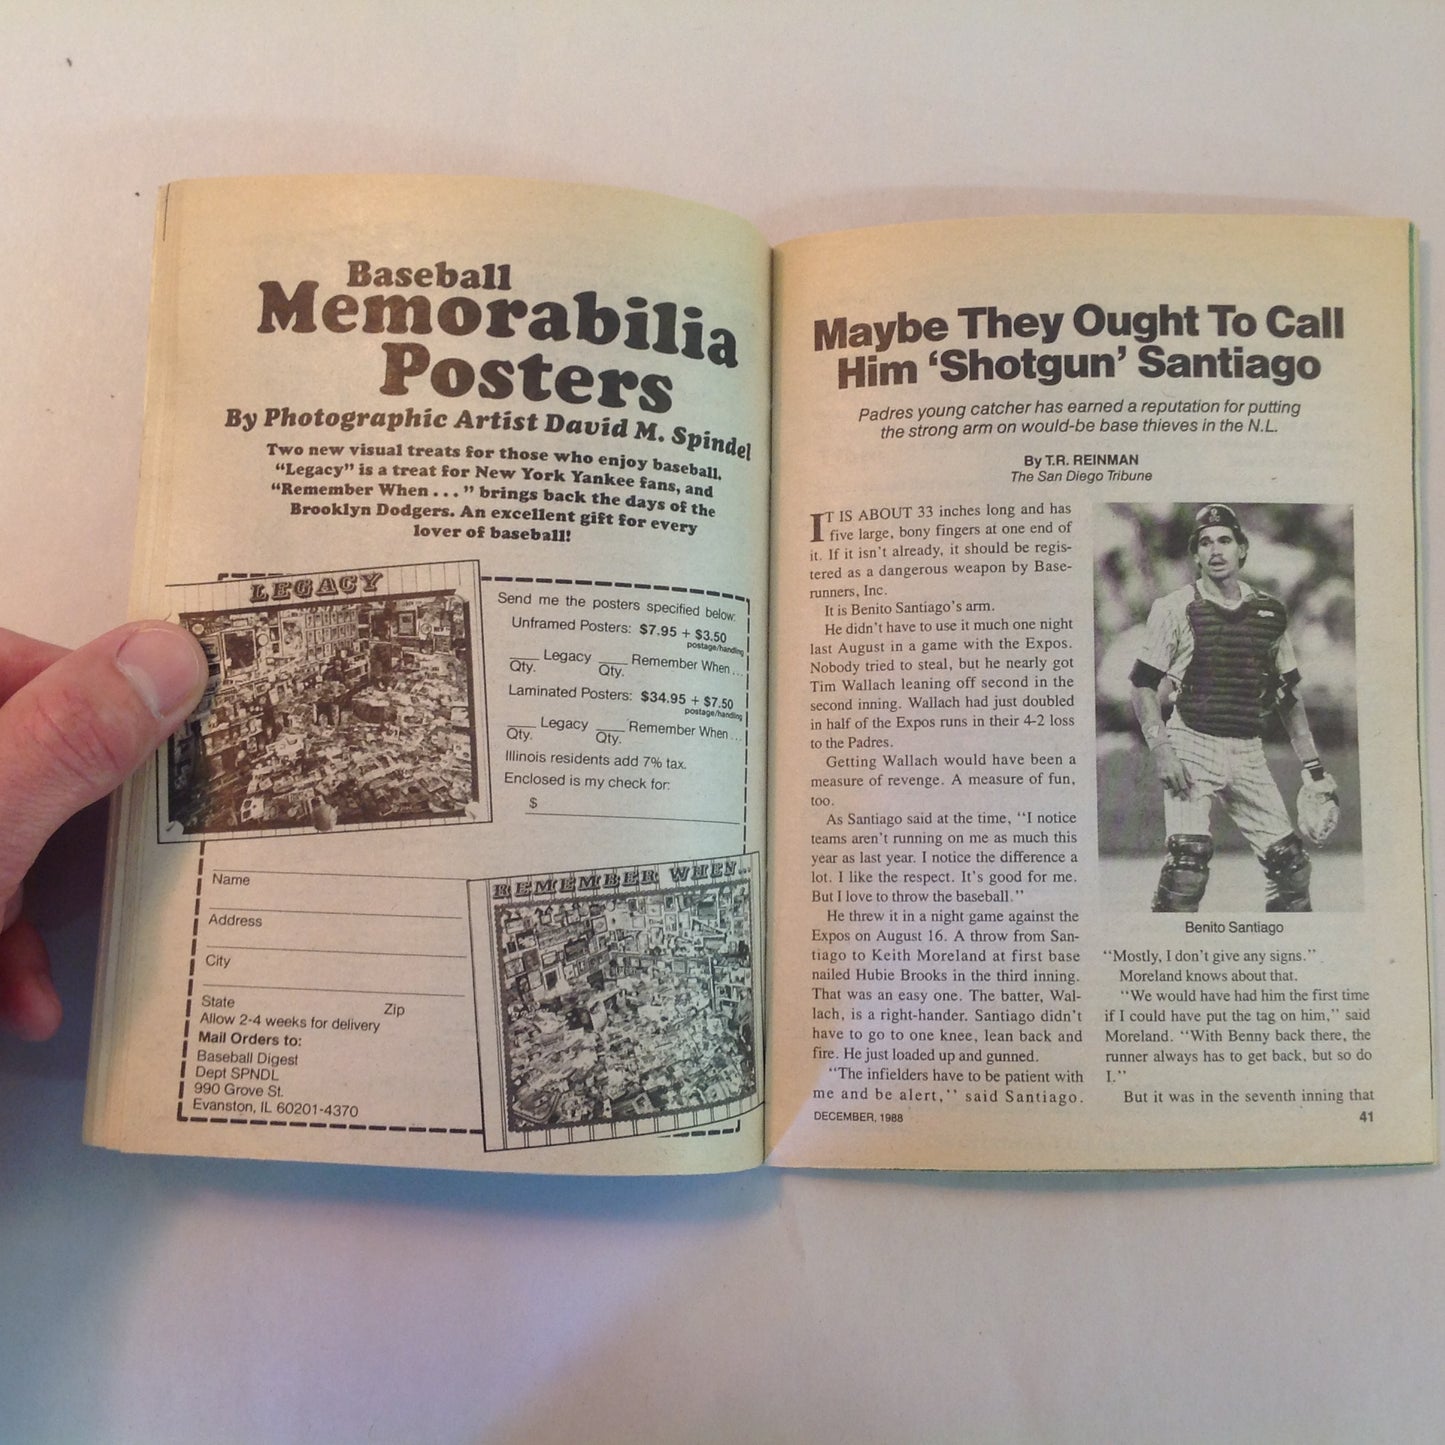 Baseball
Memorabilia
Posters
By Photographic Artist David M. Spindel
Two new visual treats for those who enjoy baseball.
“Legacy” is a treat for New York Yankee fans, and
“Remember When . . . ” brings back the days of the
Brooklyn Dodgers. An excellent gift for every
lover of baseball!
LEGACY
Send me the posters specified below:
Unframed Posters: $7.95 + $3.50
postage/handling
Legacy Remember When . . .
Qty. Qty.
Laminated Posters: $34.95 + $7.50
postage/handling
Legacy Remember When . . .
Qty. Qty.
Illinois residents add 7% tax.
Enclosed is my check for:
$
REMEMBER WHEN...
Name
Address
City
State Zip
Allow 2-4 weeks for delivery
Mail Orders to:
Baseball Digest
Dept SPNDL
990 Grove St.
Evanston, IL 60201-4370
Maybe They Ought To Call
Him ‘Shotgun’ Santiago
Padres young catcher has earned a reputation for putting
the strong arm on would-be base thieves in the N.L.
By T.R. REINMAN
The San Diego Tribune
IT IS ABOUT 33 inches long and has
five large, bony fingers at one end of
it. If it isn’t already, it should be regis-
tered as a dangerous weapon by Base-
runners, Inc.
It is Benito Santiago’s arm.
He didn’t have to use it much one night
last August in a game with the Expos.
Nobody tried to steal, but he nearly got
Tim Wallach leaning off second in the
second inning. Wallach had just doubled
in half of the Expos runs in their 4-2 loss
to the Padres.
Getting Wallach would have been a
measure of revenge. A measure of fun,
too.
As Santiago said at the time, “I notice
teams aren’t running on me as much this
year as last year. I notice the difference a
lot. I like the respect. It’s good for me.
But I love to throw the baseball.”
He threw it in a night game against the
Expos on August 16. A throw from San-
tiago to Keith Moreland at first base
nailed Hubie Brooks in the third inning.
That was an easy one. The batter, Wal-
lach, is a right-hander. Santiago didn’t
have to go to one knee, lean back and
fire. He just loaded up and gunned.
“The infielders have to be patient with
me and be alert,” said Santiago.
Benito Santiago
“Mostly, I don’t give any signs.”
Moreland knows about that.
“We would have had him the first time
if I could have put the tag on him,” said
Moreland. “With Benny back there, the
runner always has to get back, but so do
I.”
But it was in the seventh inning that
DECEMBER, 1988
41